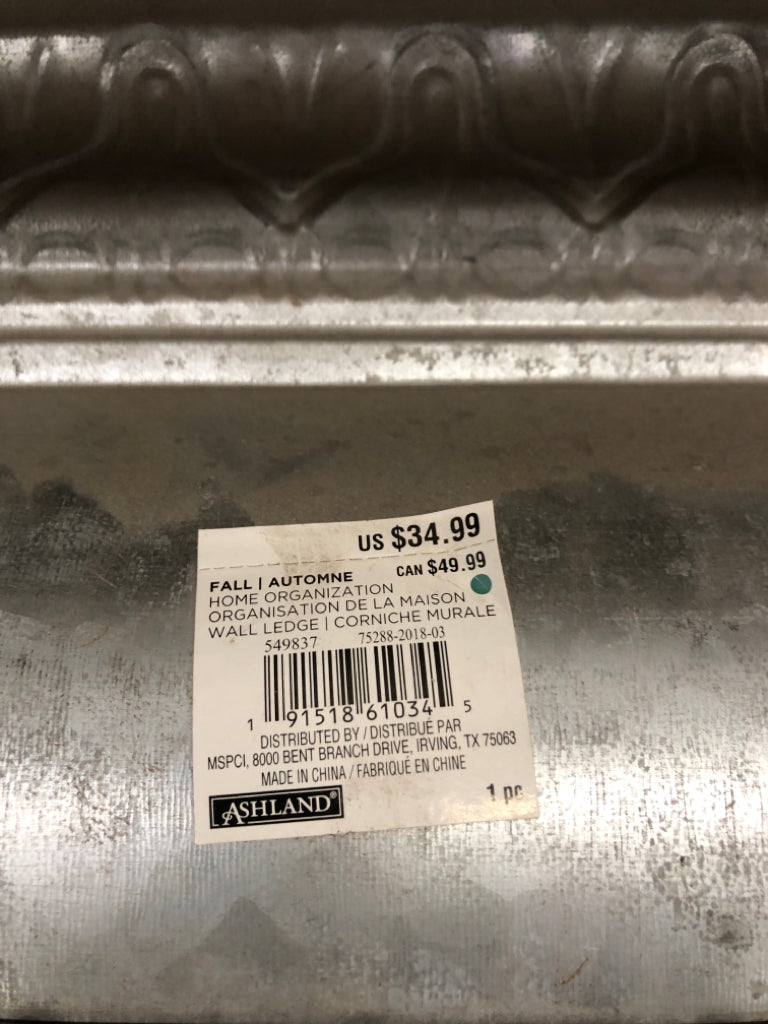 US $34.99
CAN $49.99
FALL | AUTOMNE
HOME ORGANIZATION
ORGANISATION DE LA MAISON
WALL LEDGE | CORNICHE MURALE
549837 75288-2018-03
1 91518 61034 5
DISTRIBUTED BY / DISTRIBUÉ PAR
MSPCI, 8000 BENT BRANCH DRIVE, IRVING, TX 75063
MADE IN CHINA / FABRIQUÉ EN CHINE
1 pc
ASHLAND®